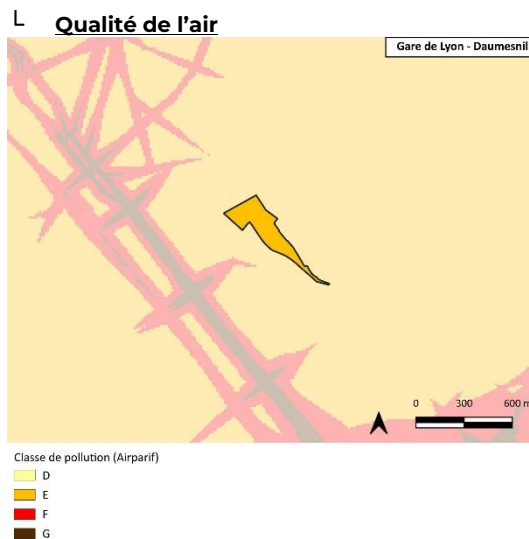 L
Qualité de l’air
Gare de Lyon - Daumesnil
0 300 600 m
Classe de pollution (Airparif)
D
E
F
G